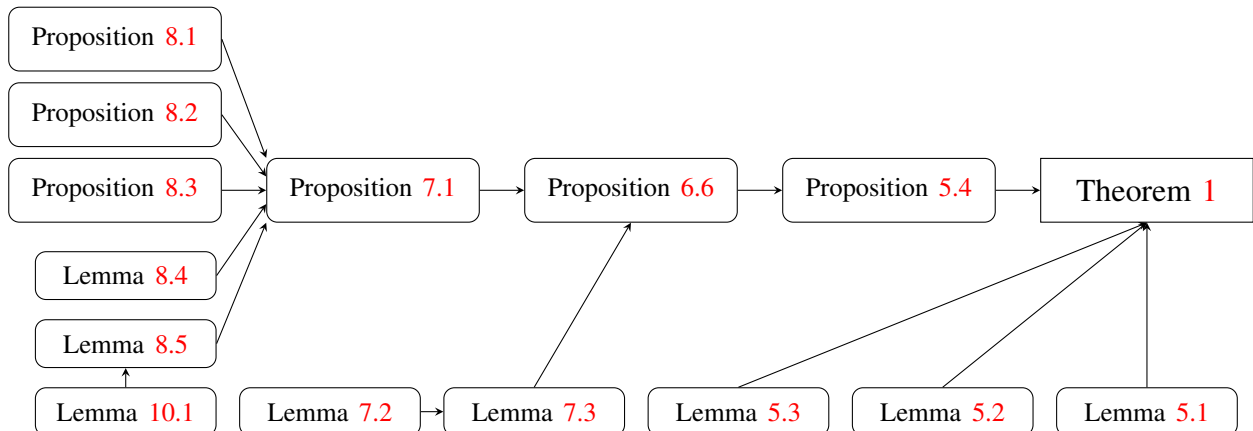 Proposition 8.1
Proposition 8.2
Proposition 8.3
Proposition 7.1
Proposition 6.6
Proposition 5.4
Theorem 1
Lemma 8.4
Lemma 8.5
Lemma 10.1
Lemma 7.2
Lemma 7.3
Lemma 5.3
Lemma 5.2
Lemma 5.1